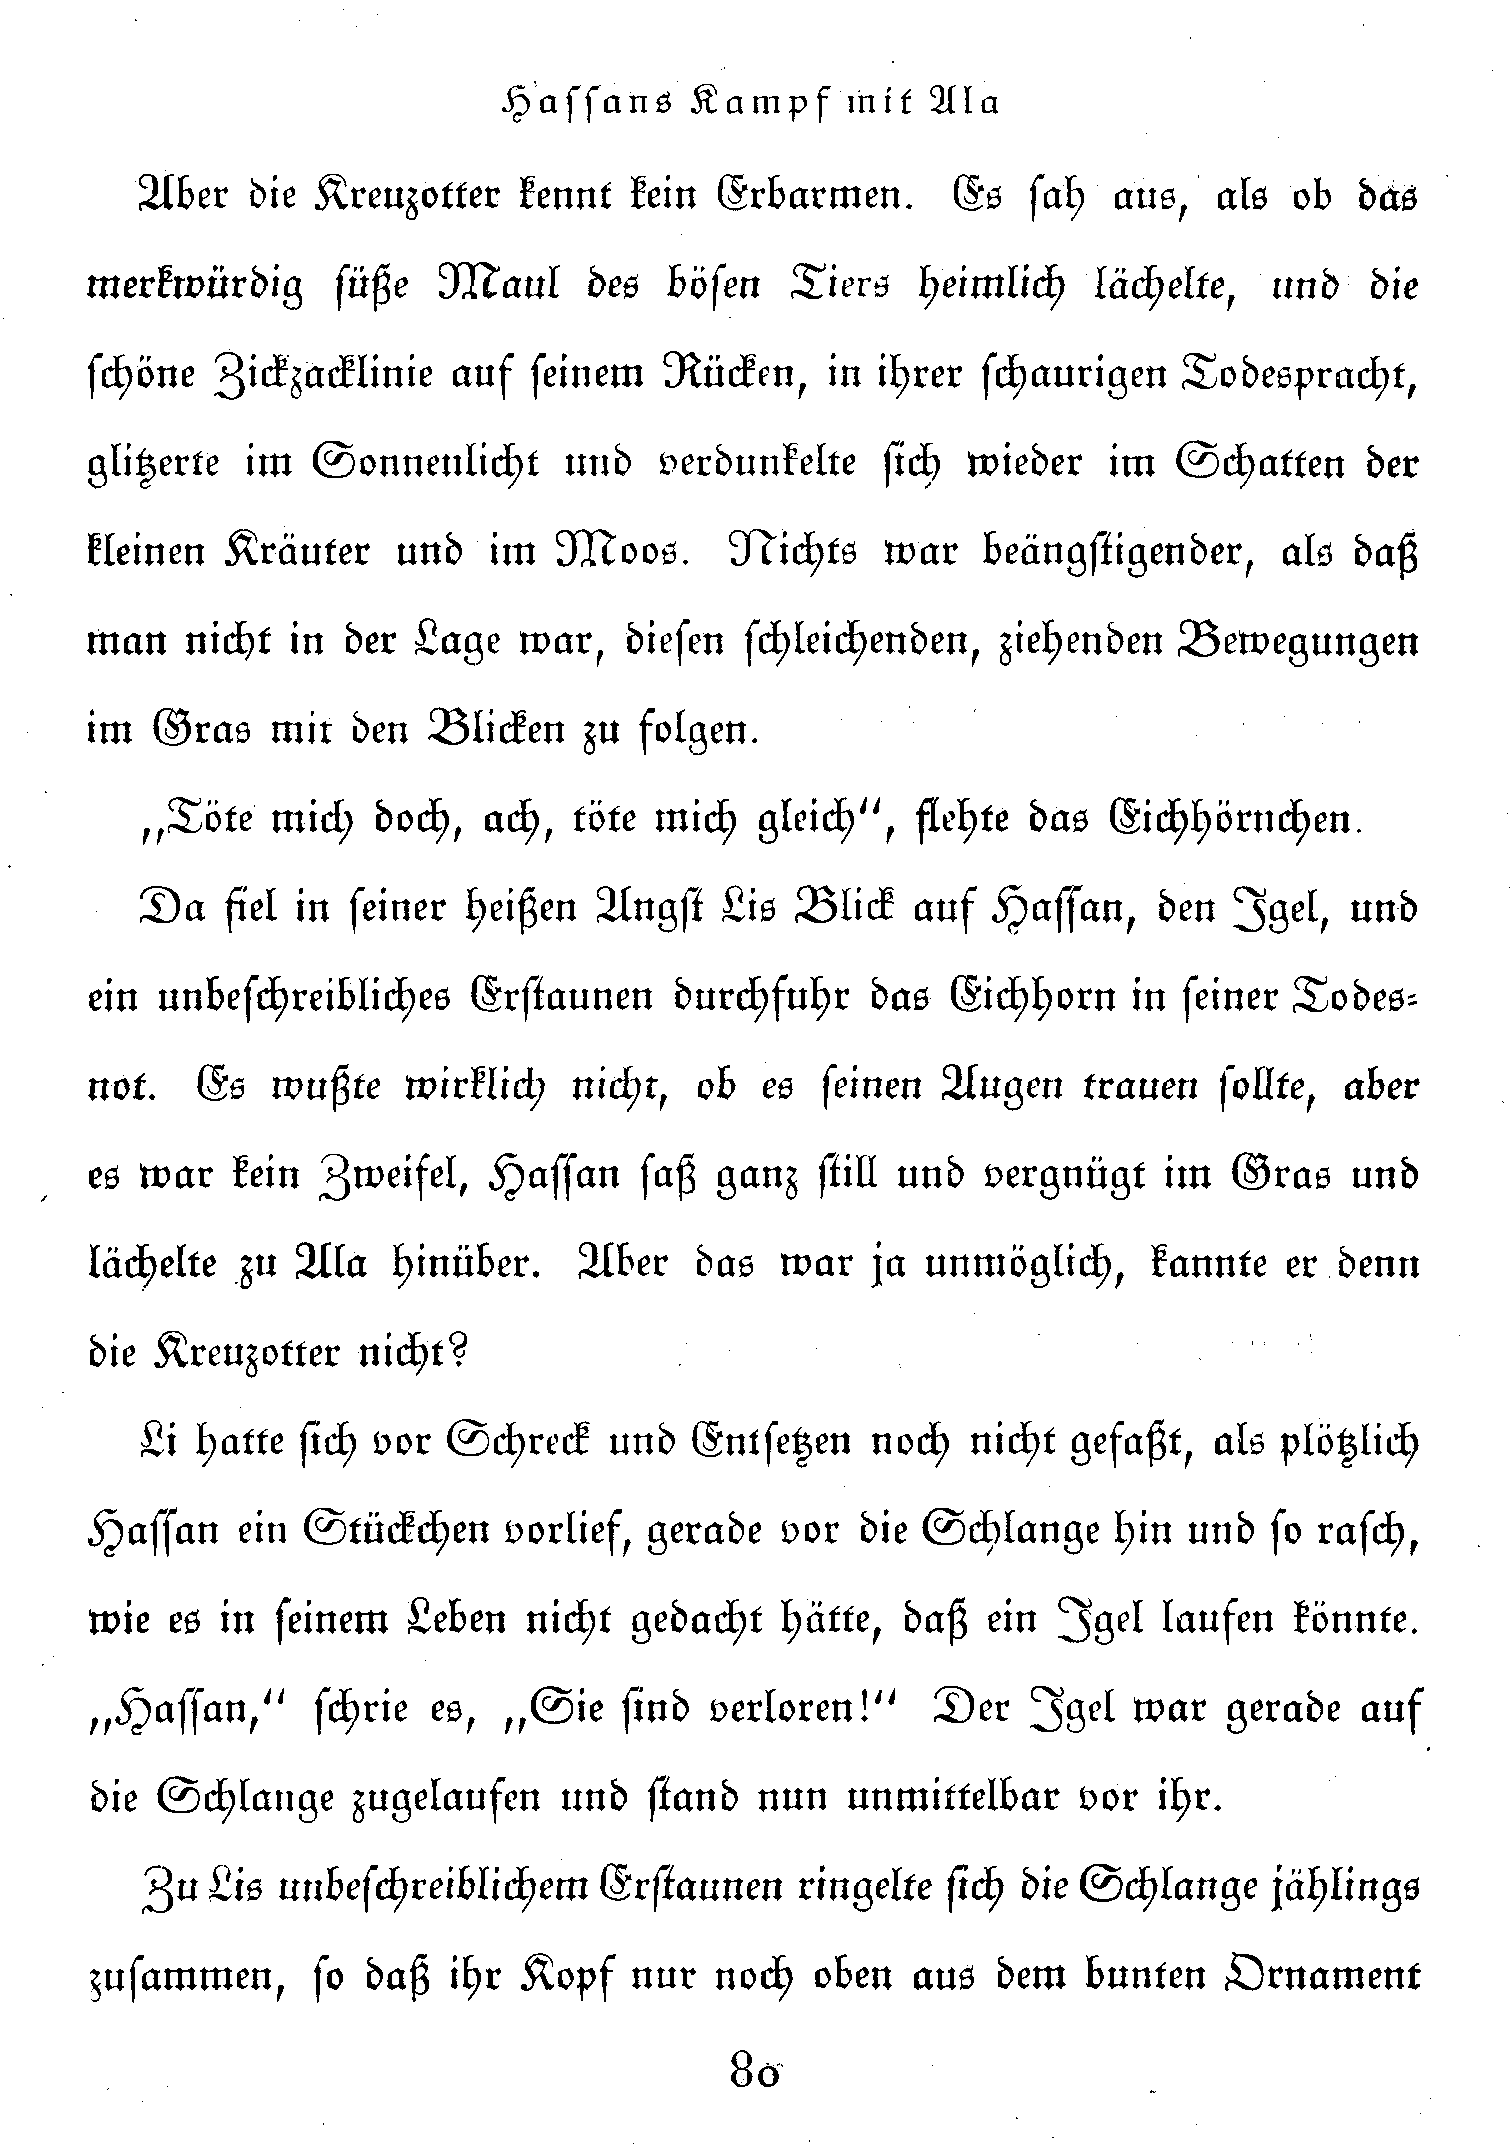 Hassans Kampf mit Ala
Aber die Kreuzotter kennt kein Erbarmen. Es sah aus, als ob das
merkwürdig süße Maul des bösen Tiers heimlich lächelte, und die
schöne Zickzacklinie auf seinem Rücken, in ihrer schaurigen Todespracht,
glitzerte im Sonnenlicht und verdunkelte sich wieder im Schatten der
kleinen Kräuter und im Moos. Nichts war beängstigender, als daß
man nicht in der Lage war, diesen schleichenden, ziehenden Bewegungen
im Gras mit den Blicken zu folgen.
„Töte mich doch, ach, töte mich gleich“, flehte das Eichhörnchen.
Da fiel in seiner heißen Angst Lis Blick auf Hassan, den Igel, und
ein unbeschreibliches Erstaunen durchfuhr das Eichhorn in seiner Todes-
not. Es wußte wirklich nicht, ob es seinen Augen trauen sollte, aber
es war kein Zweifel, Hassan saß ganz still und vergnügt im Gras und
lächelte zu Ala hinüber. Aber das war ja unmöglich, kannte er denn
die Kreuzotter nicht?
Li hatte sich vor Schreck und Entsetzen noch nicht gefaßt, als plötzlich
Hassan ein Stückchen vorlief, gerade vor die Schlange hin und so rasch,
wie es in seinem Leben nicht gedacht hätte, daß ein Igel laufen könnte.
„Hassan,“ schrie es, „Sie sind verloren!“ Der Igel war gerade auf
die Schlange zugelaufen und stand nun unmittelbar vor ihr.
Zu Lis unbeschreiblichem Erstaunen ringelte sich die Schlange jählings
zusammen, so daß ihr Kopf nur noch oben aus dem bunten Ornament
80